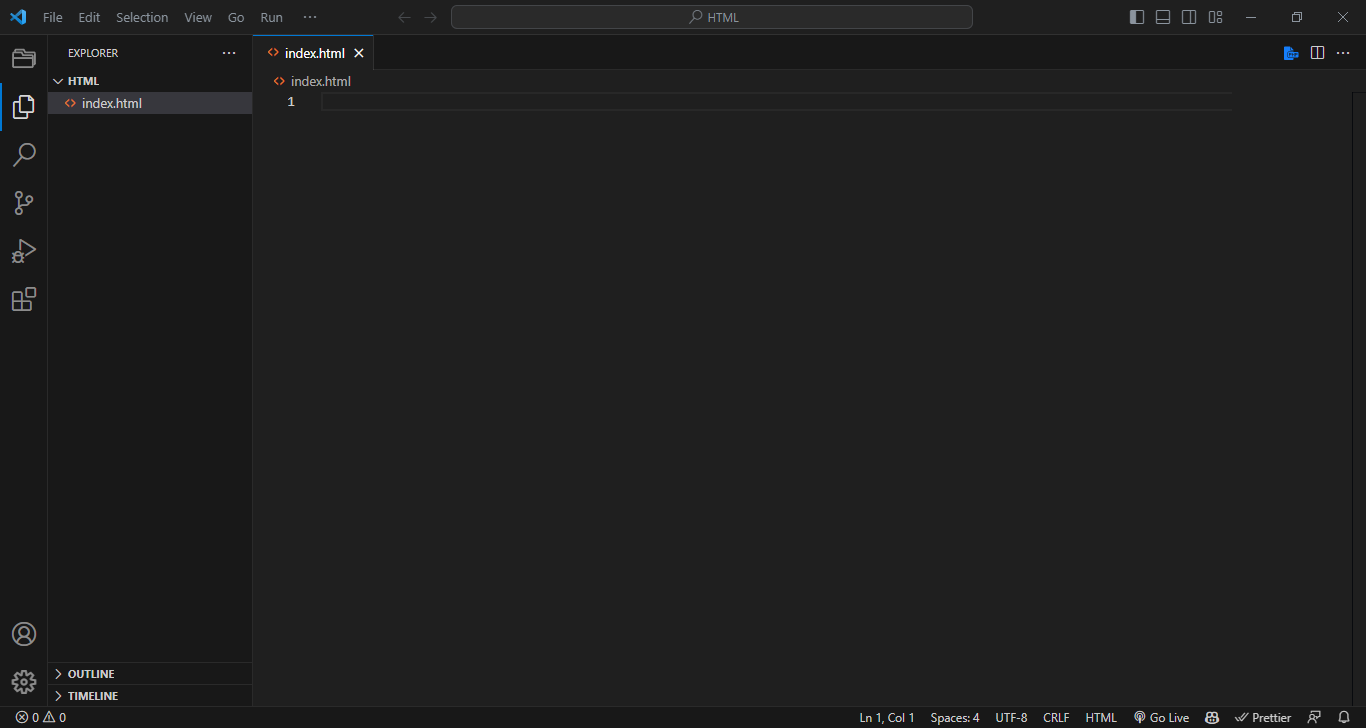 File Edit Selection View Go Run ··· HTML
EXPLORER ···
index.html
HTML
index.html
index.html
1
OUTLINE
TIMELINE
0 0 Ln 1, Col 1 Spaces: 4 UTF-8 CRLF HTML Go Live Prettier